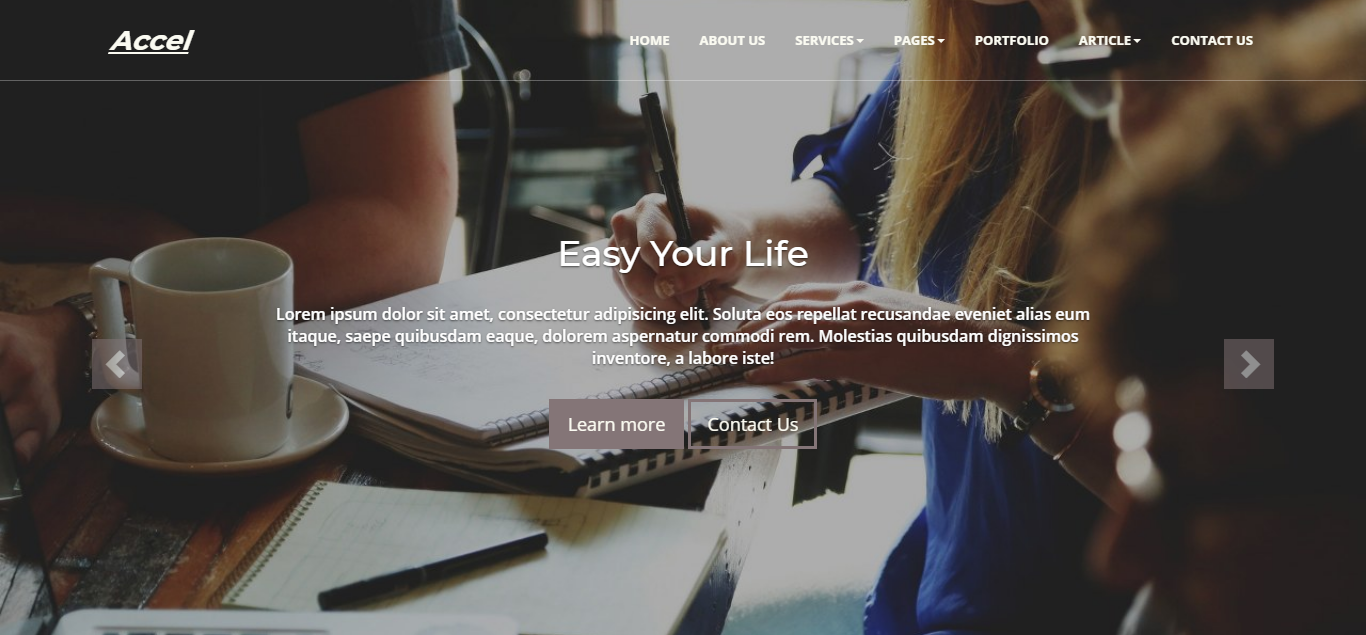 Accel
HOME ABOUT US SERVICES PAGES PORTFOLIO ARTICLE CONTACT US
Easy Your Life
Lorem ipsum dolor sit amet, consectetur adipisicing elit. Soluta eos repellat recusandae eveniet alias eum
itaque, saepe quibusdam eaque, dolorem aspernatur commodi rem. Molestias quibusdam dignissimos
inventore, a labore iste!
Learn more Contact Us